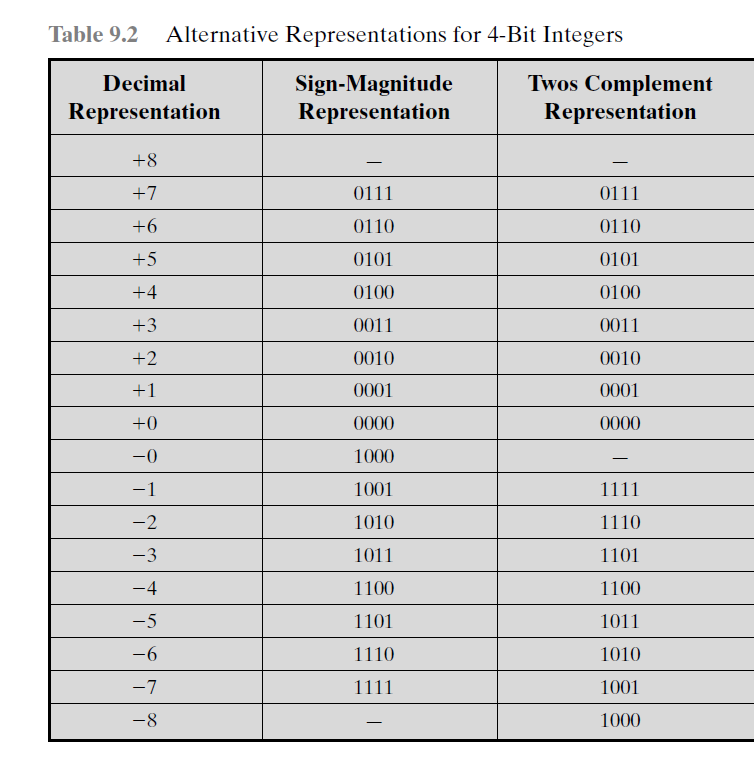 Table 9.2 Alternative Representations for 4-Bit Integers
Decimal Representation Sign-Magnitude Representation Twos Complement Representation
+8 — —
+7 0111 0111
+6 0110 0110
+5 0101 0101
+4 0100 0100
+3 0011 0011
+2 0010 0010
+1 0001 0001
+0 0000 0000
−0 1000 —
−1 1001 1111
−2 1010 1110
−3 1011 1101
−4 1100 1100
−5 1101 1011
−6 1110 1010
−7 1111 1001
−8 — 1000